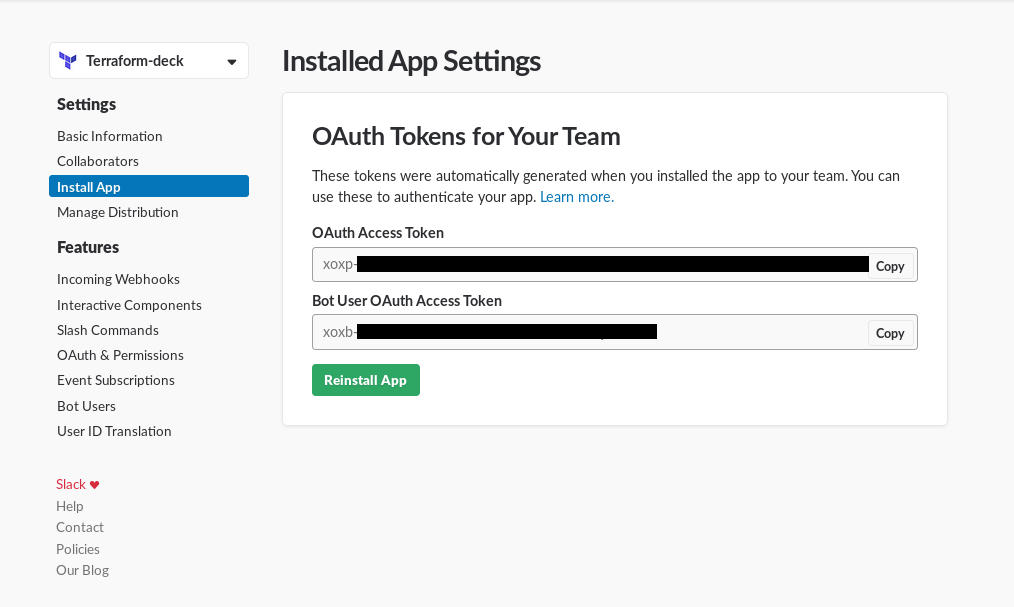 Terraform-deck
Settings
Basic Information
Collaborators
Install App
Manage Distribution
Features
Incoming Webhooks
Interactive Components
Slash Commands
OAuth & Permissions
Event Subscriptions
Bot Users
User ID Translation
Slack ♥
Help
Contact
Policies
Our Blog
Installed App Settings
OAuth Tokens for Your Team
These tokens were automatically generated when you installed the app to your team. You can
use these to authenticate your app. Learn more.
OAuth Access Token
xoxp-
Copy
Bot User OAuth Access Token
xoxb-
Copy
Reinstall App